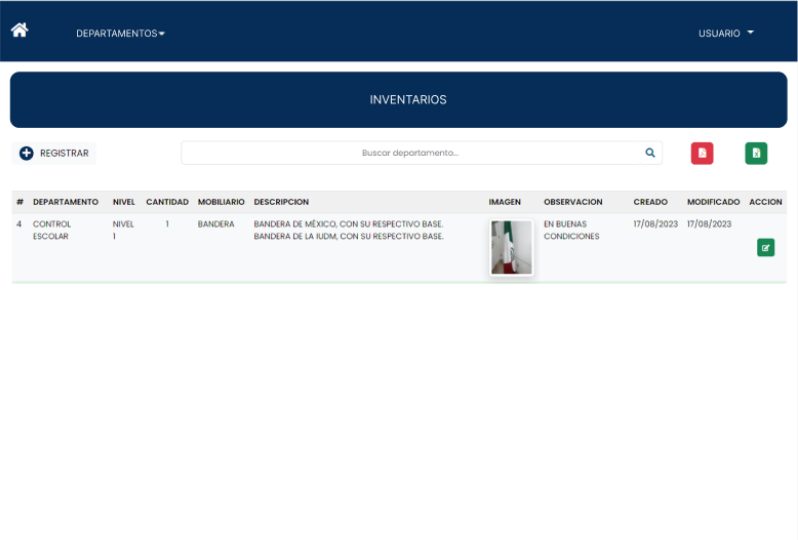 DEPARTAMENTOS
USUARIO
INVENTARIOS
REGISTRAR
Buscar departamento...
# DEPARTAMENTO NIVEL CANTIDAD MOBILIARIO DESCRIPCION IMAGEN OBSERVACION CREADO MODIFICADO ACCION
4 CONTROL NIVEL 1 BANDERA BANDERA DE MÉXICO, CON SU RESPECTIVO BASE. EN BUENAS 17/08/2023 17/08/2023
ESCOLAR 1 BANDERA DE LA IUDM, CON SU RESPECTIVO BASE. CONDICIONES